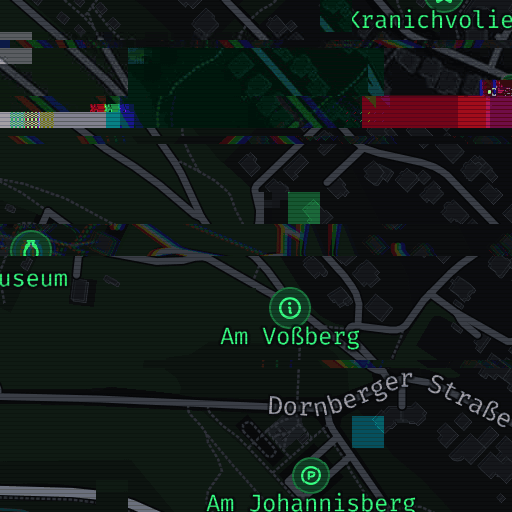 Kranichvolie
useum
Am Voßberg
Dornberger Straße
Am Johannisberg